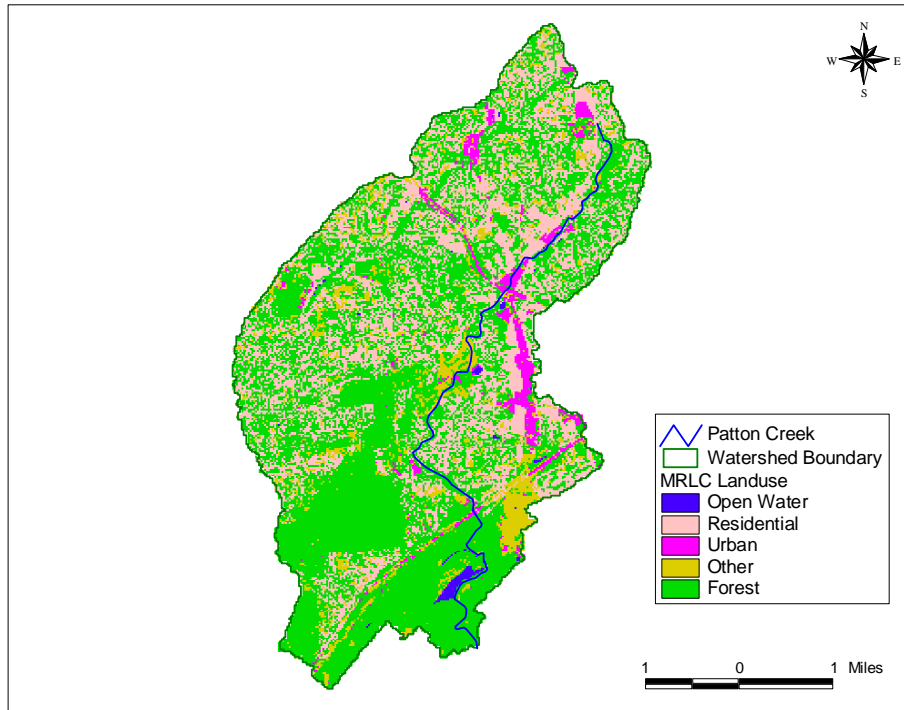 N
W E
S
Patton Creek
Watershed Boundary
MRLC Landuse
Open Water
Residential
Urban
Other
Forest
1 0 1 Miles